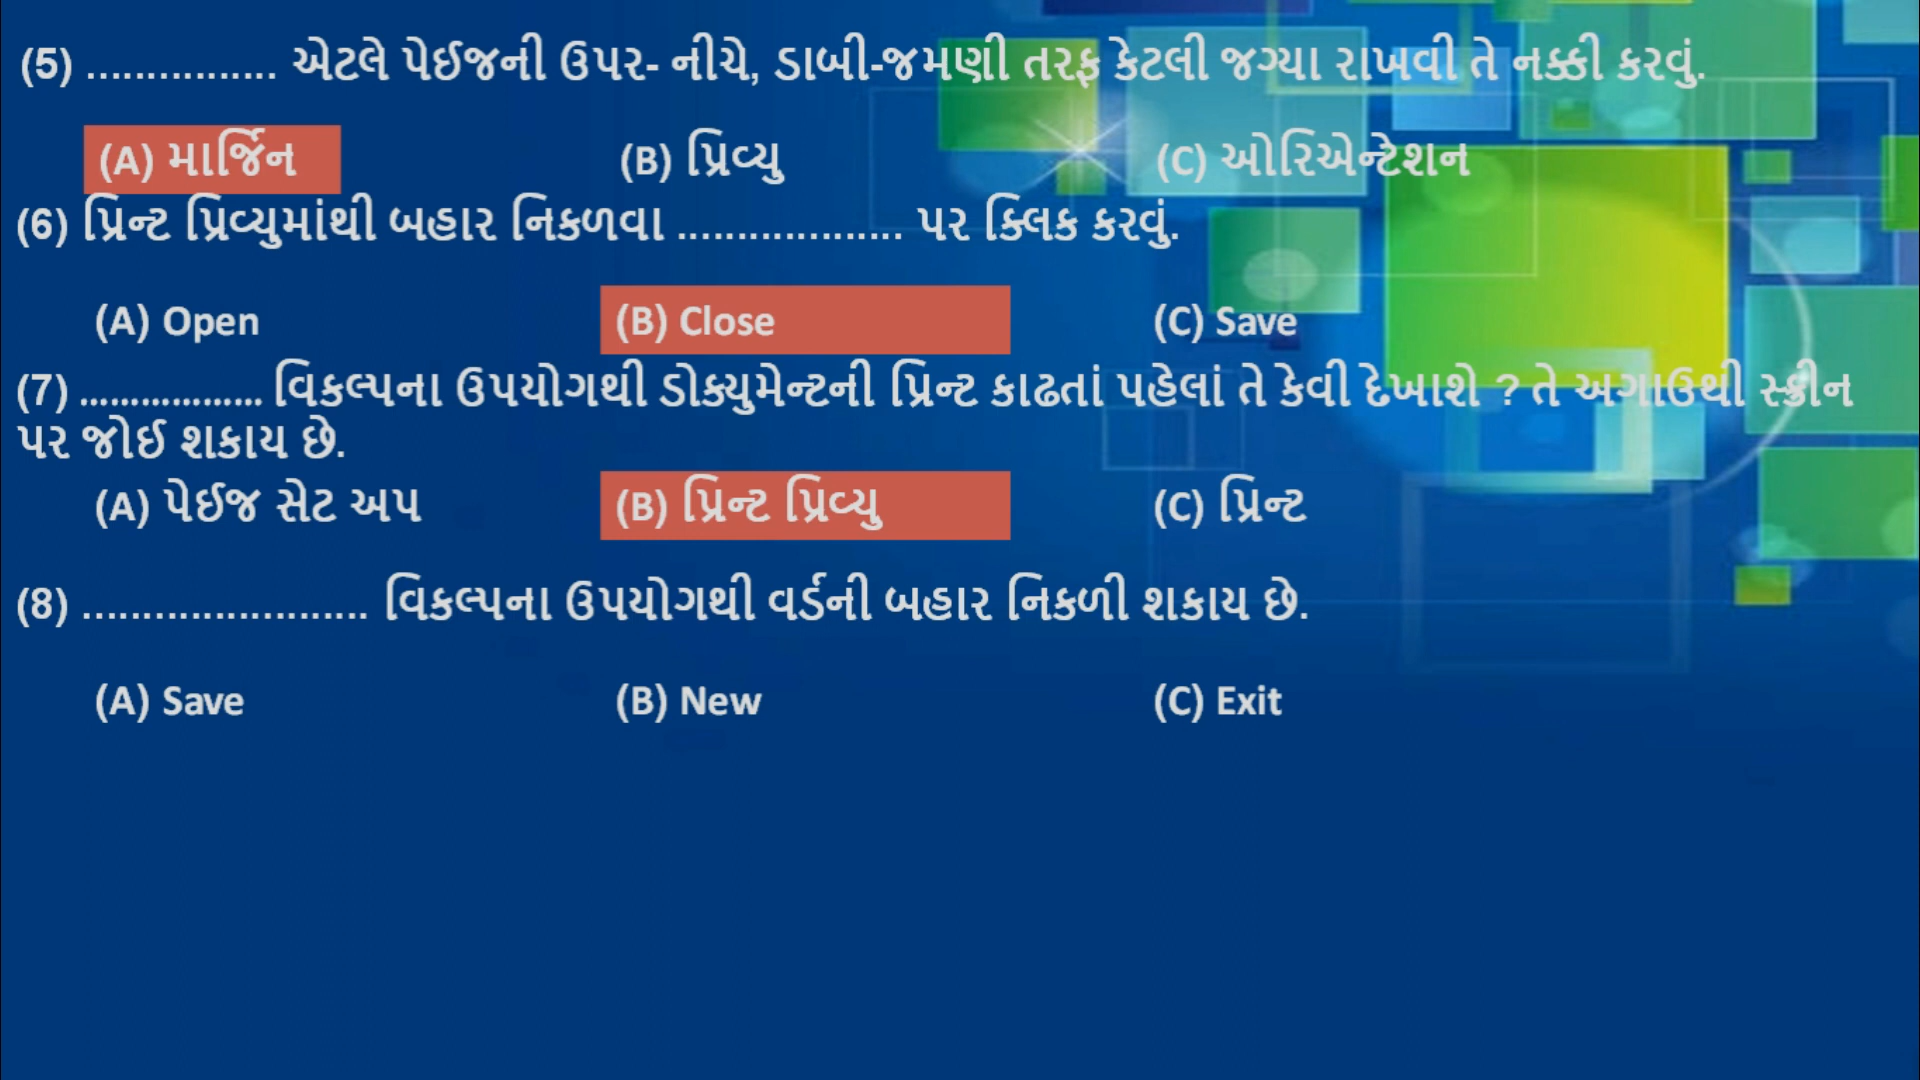 (5) ................ એટલે પેઈજની ઉપર- નીચે, ડાબી-જમણી તરફ કેટલી જગ્યા રાખવી તે નક્કી કરવું.
(A) માર્જિન (B) પ્રિવ્યુ (C) ઓરિએન્ટેશન
(6) પ્રિન્ટ પ્રિવ્યુમાંથી બહાર નિકળવા ................... પર ક્લિક કરવું.
(A) Open (B) Close (C) Save
(7) .................. વિકલ્પના ઉપયોગથી ડોક્યુમેન્ટની પ્રિન્ટ કાઢતાં પહેલાં તે કેવી દેખાશે ? તે અગાઉથી સ્ક્રીન
પર જોઈ શકાય છે.
(A) પેઈજ સેટ અપ (B) પ્રિન્ટ પ્રિવ્યુ (C) પ્રિન્ટ
(8) ........................ વિકલ્પના ઉપયોગથી વર્ડની બહાર નિકળી શકાય છે.
(A) Save (B) New (C) Exit